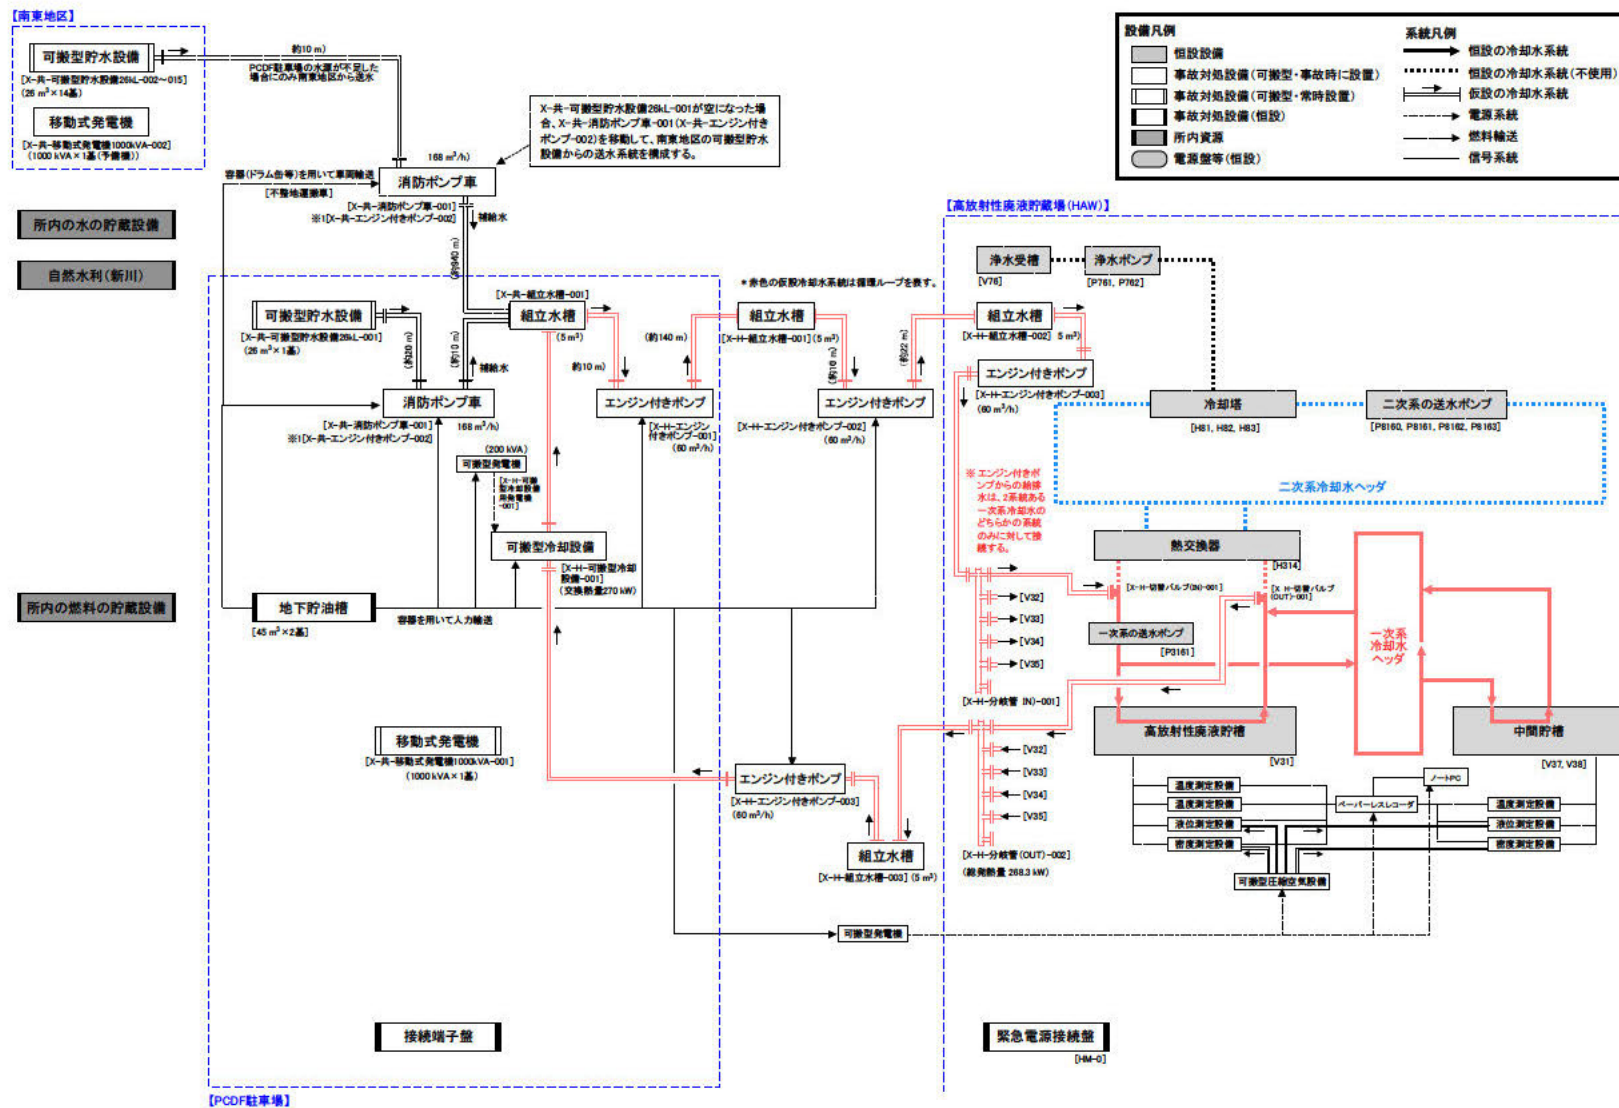 【南東地区】
可搬型貯水設備
[X-共-可搬型貯水設備26kL-002～015]
(26 m³×14基)
移動式発電機
[X-共-移動式発電機1000kVA-002]
(1000 kVA×1基(予備機))
約10 m)
PCDF駐車場の水源が不足した
場合にのみ南東地区から送水
X-共-可搬型貯水設備26kL-001が空になった場
合、X-共-消防ポンプ車-001(X-共-エンジン付き
ポンプ-002)を移動して、南東地区の可搬型貯水
設備からの送水系統を構成する。
設備凡例
恒設設備
事故対処設備(可搬型・事故時に設置)
事故対処設備(可搬型・常時設置)
事故対処設備(恒設)
所内資源
電源盤等(恒設)
系統凡例
恒設の冷却水系統
恒設の冷却水系統(不使用)
仮設の冷却水系統
電源系統
燃料輸送
信号系統
168 m³/h)
容器(ドラム缶等)を用いて車両輸送
[不整地運搬車]
消防ポンプ車
[X-共-消防ポンプ車-001]
※1[X-共-エンジン付きポンプ-002]
補給水
(約940 m)
所内の水の貯蔵設備
自然水利(新川)
所内の燃料の貯蔵設備
可搬型貯水設備
[X-共-可搬型貯水設備26kL-001]
(26 m³×1基)
(約20 m)
(約10 m)
補給水
[X-共-組立水槽-001]
組立水槽
(5 m³)
約10 m)
(約140 m)
消防ポンプ車
[X-共-消防ポンプ車-001]
168 m³/h)
※1[X-共-エンジン付きポンプ-002]
エンジン付きポンプ
[X-H-エンジン
付きポンプ-001]
(60 m³/h)
(200 kVA)
可搬型発電機
[X-H-可搬
型冷却設備
用発電機
-001]
可搬型冷却設備
[X-H-可搬型冷却
設備-001]
(交換熱量270 kW)
地下貯油槽
[45 m³×2基]
容器を用いて人力輸送
移動式発電機
[X-共-移動式発電機1000kVA-001]
(1000 kVA×1基)
接続端子盤
【PCDF駐車場】
*赤色の仮設冷却水系統は循環ループを表す。
組立水槽
[X-H-組立水槽-001] (5 m³)
(約10 m)
(約22 m)
エンジン付きポンプ
[X-H-エンジン付きポンプ-002]
(60 m³/h)
エンジン付きポンプ
[X-H-エンジン付きポンプ-003]
(60 m³/h)
組立水槽
[X-H-組立水槽-003] (5 m³)
可搬型発電機
【高放射性廃液貯蔵場(HAW)】
浄水受槽
[V76]
浄水ポンプ
[P761, P762]
組立水槽
[X-H-組立水槽-002] 5 m³)
エンジン付きポンプ
[X-H-エンジン付きポンプ-003]
(60 m³/h)
冷却塔
[H81, H82, H83]
二次系の送水ポンプ
[P8160, P8161, P8162, P8163]
二次系冷却水ヘッダ
※ エンジン付きポ
ンプからの給排
水は、2系統ある
一次系冷却水の
どちらかの系統
のみに対して接
続する。
熱交換器
[H314]
[X-H-切替バルブ(IN)-001]
[X H-切替バルブ
(OUT)-001]
[V32]
[V33]
[V34]
[V35]
[X-H-分岐管 IN)-001]
一次系の送水ポンプ
[P3161]
一次系
冷却水
ヘッダ
高放射性廃液貯槽
[V31]
中間貯槽
[V37, V38]
[V32]
[V33]
[V34]
[V35]
[X-H-分岐管(OUT)-002]
(総発熱量 268.3 kW)
温度測定設備
温度測定設備
液位測定設備
密度測定設備
ノートPC
ペーパーレスレコーダ
温度測定設備
液位測定設備
密度測定設備
可搬型圧縮空気設備
緊急電源接続盤
[HM-0]